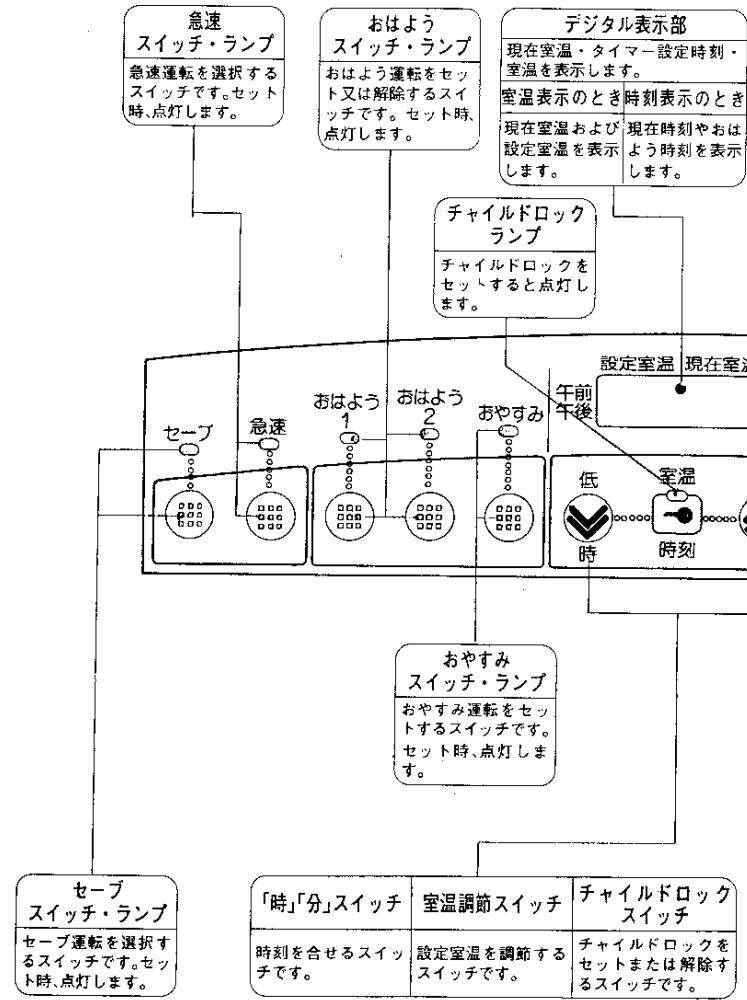 急速
スイッチ・ランプ
急速運転を選択する
スイッチです。セット
時、点灯します。
おはよう
スイッチ・ランプ
おはよう運転をセッ
ト又は解除するスイ
ッチです。セット時、
点灯します。
デジタル表示部
現在室温・タイマー設定時刻・
室温を表示します。
室温表示のとき
現在室温および
設定室温を表示
します。
時刻表示のとき
現在時刻やおは
よう時刻を表示
します。
チャイルドロック
ランプ
チャイルドロックを
セットすると点灯し
ます。
設定室温 現在室温
午前
午後
セーブ
急速
おはよう
1
おはよう
2
おやすみ
低
時
室温
時刻
おやすみ
スイッチ・ランプ
おやすみ運転をセッ
トするスイッチです。
セット時、点灯しま
す。
セーブ
スイッチ・ランプ
セーブ運転を選択す
るスイッチです。セッ
ト時、点灯します。
「時」「分」スイッチ
時刻を合せるスイッ
チです。
室温調節スイッチ
設定室温を調節する
スイッチです。
チャイルドロック
スイッチ
チャイルドロックを
セットまたは解除す
るスイッチです。